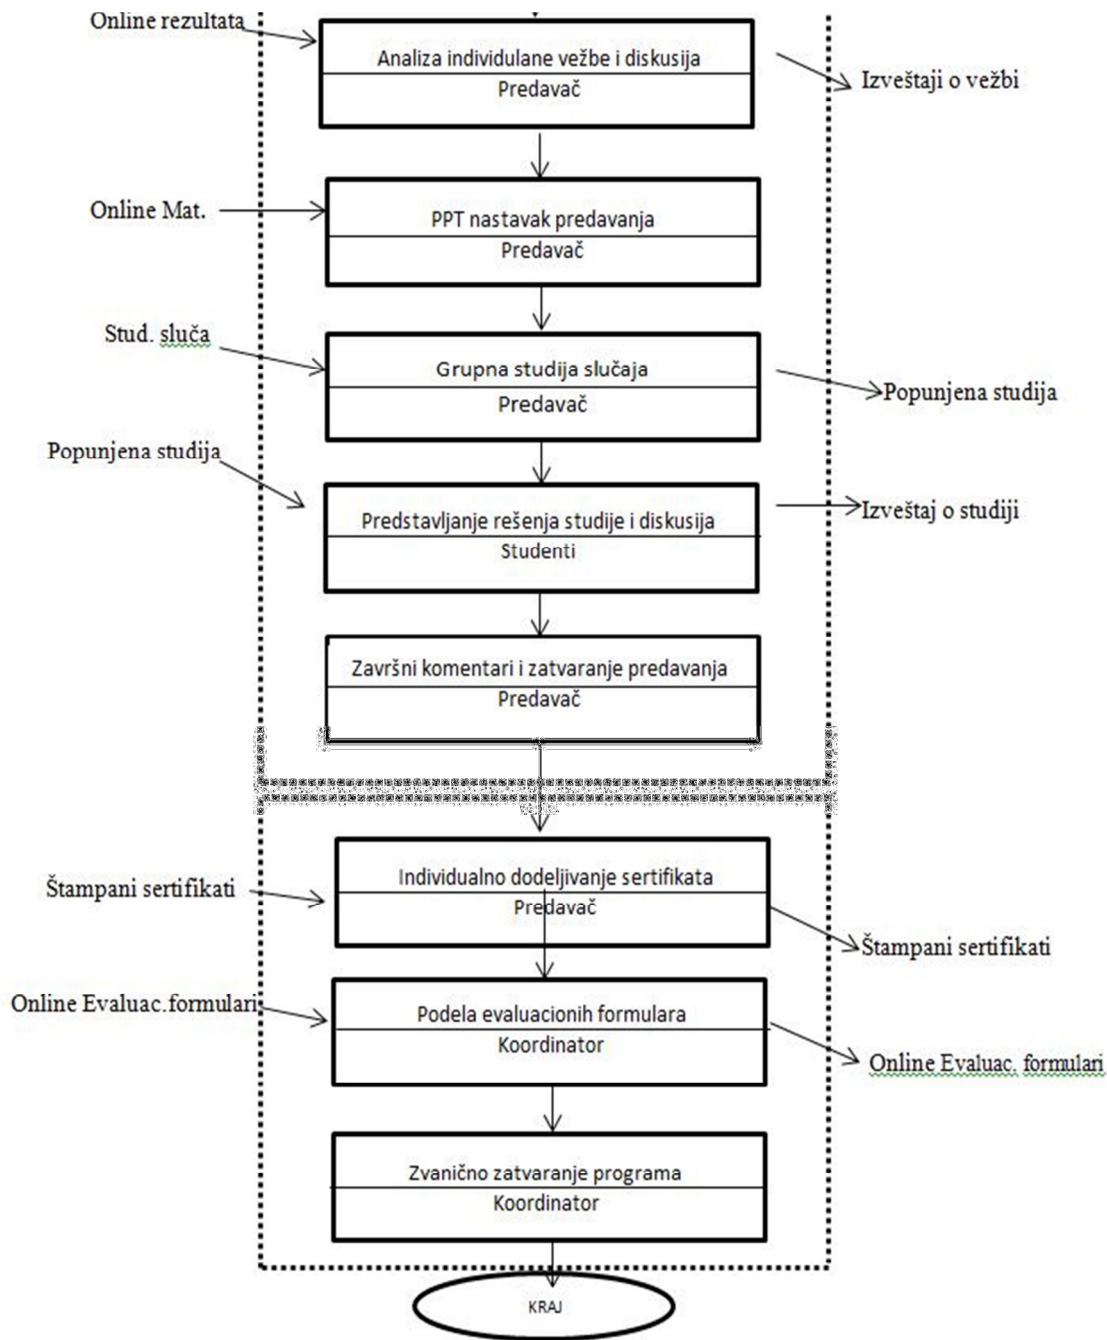 Online rezultata
Analiza individulane vežbe i diskusija
Predavač
Izveštaji o vežbi
Online Mat.
PPT nastavak predavanja
Predavač
Stud. sluča
Grupna studija slučaja
Predavač
Popunjena studija
Popunjena studija
Predstavljanje rešenja studije i diskusija
Studenti
Izveštaj o studiji
Završni komentari i zatvaranje predavanja
Predavač
Štampani sertifikati
Individualno dodeljivanje sertifikata
Predavač
Štampani sertifikati
Online Evaluac.formulari
Podela evaluacionih formulara
Koordinator
Online Evaluac. formulari
Zvanično zatvaranje programa
Koordinator
KRAJ